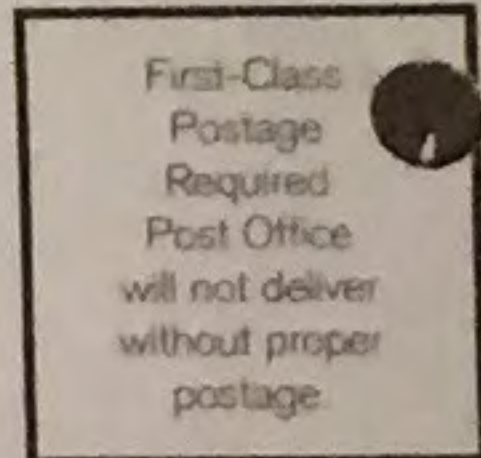 First-Class
Postage
Required
Post Office
will not deliver
without proper
postage.